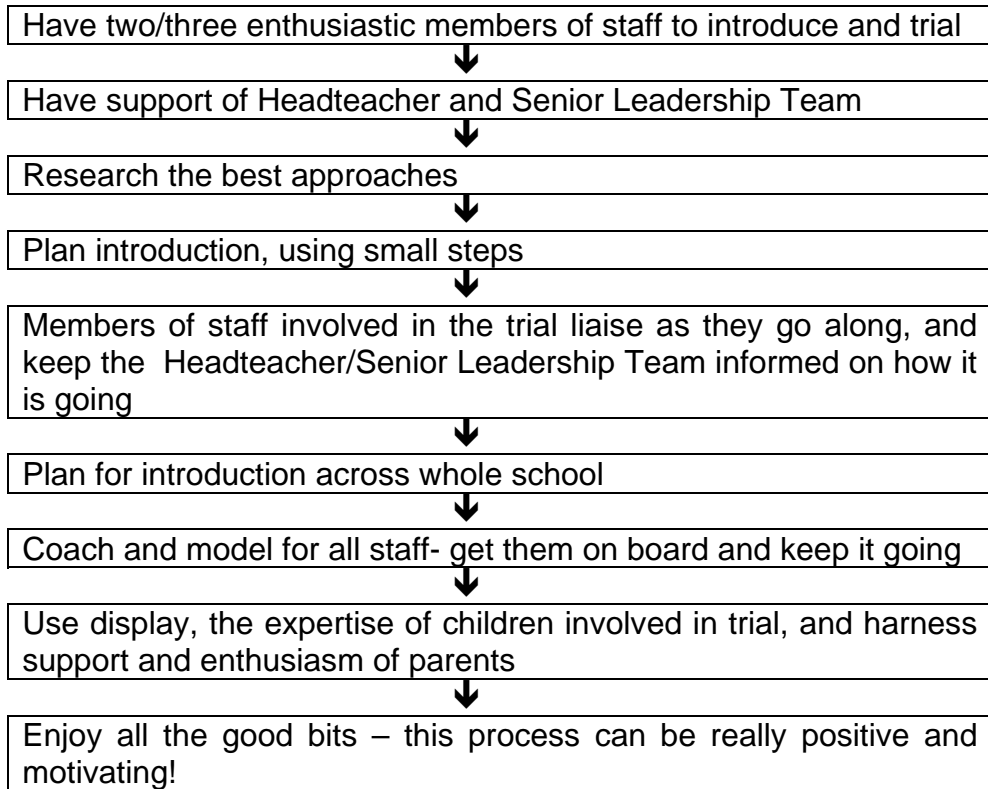 Have two/three enthusiastic members of staff to introduce and trial
Have support of Headteacher and Senior Leadership Team
Research the best approaches
Plan introduction, using small steps
Members of staff involved in the trial liaise as they go along, and
keep the Headteacher/Senior Leadership Team informed on how it
is going
Plan for introduction across whole school
Coach and model for all staff- get them on board and keep it going
Use display, the expertise of children involved in trial, and harness
support and enthusiasm of parents
Enjoy all the good bits – this process can be really positive and
motivating!